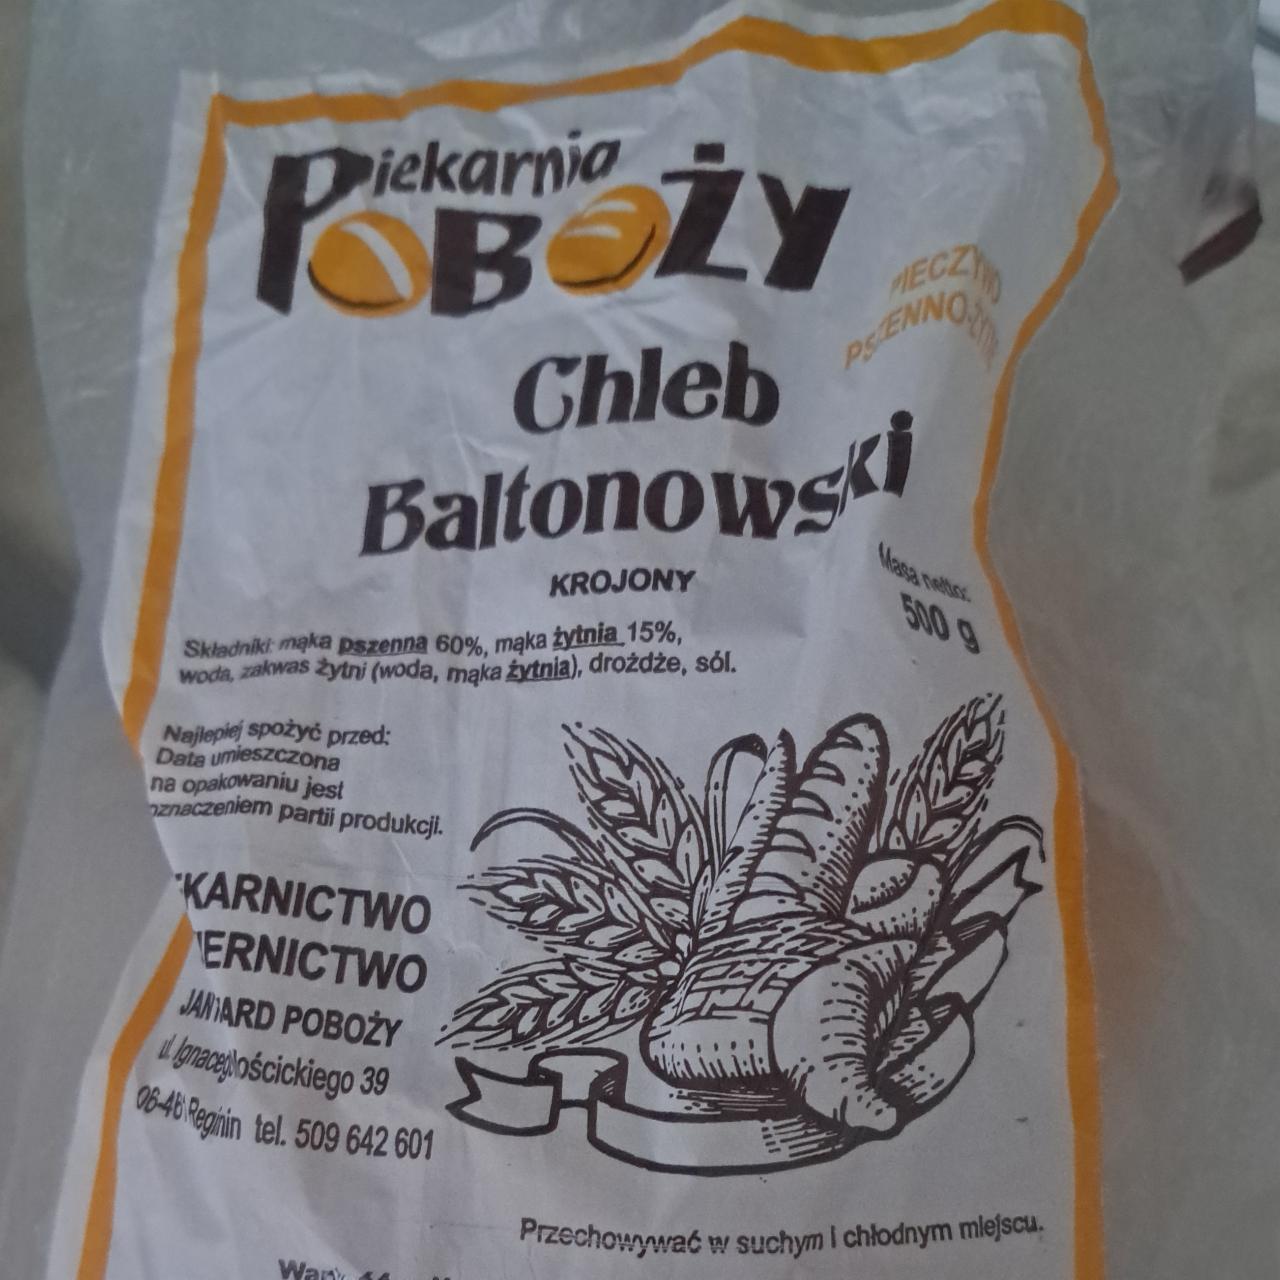 Piekarnia
POBOŻY
PIECZYWO
PSZENNO-ŻYTNIE
Chleb
Baltonowski
KROJONY
Masa netto:
500 g
Składniki: mąka pszenna 60%, mąka żytnia 15%,
woda, zakwas żytni (woda, mąka żytnia), drożdże, sól.
Najlepiej spożyć przed:
Data umieszczona
na opakowaniu jest
oznaczeniem partii produkcji.
KARNICTWO
IERNICTWO
POBOŻY
ul. Ignacego Mościckiego 39
tel. 509 642 601
Przechowywać w suchym i chłodnym miejscu.